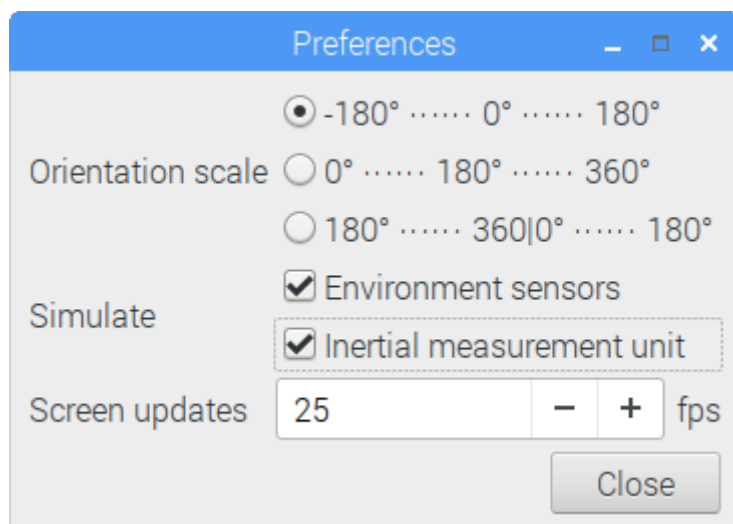 Preferences
-180° ······ 0° ······ 180°
Orientation scale 0° ······ 180° ······ 360°
180° ······ 360|0° ······ 180°
Environment sensors
Simulate
Inertial measurement unit
Screen updates 25 − + fps
Close